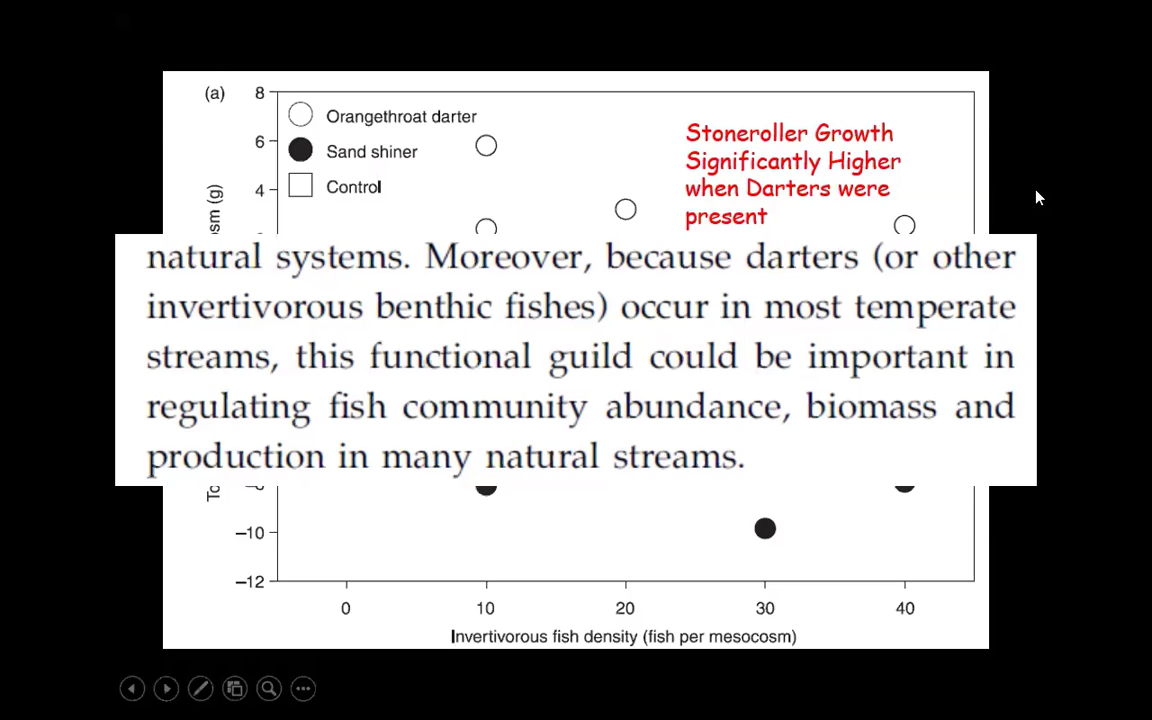 (a)
8
Orangethroat darter
6
Sand shiner
4
Control
Stoneroller Growth
Significantly Higher
when Darters were
present
natural systems. Moreover, because darters (or other
invertivorous benthic fishes) occur in most temperate
streams, this functional guild could be important in
regulating fish community abundance, biomass and
production in many natural streams.
−10
−12
0 10 20 30 40
Invertivorous fish density (fish per mesocosm)